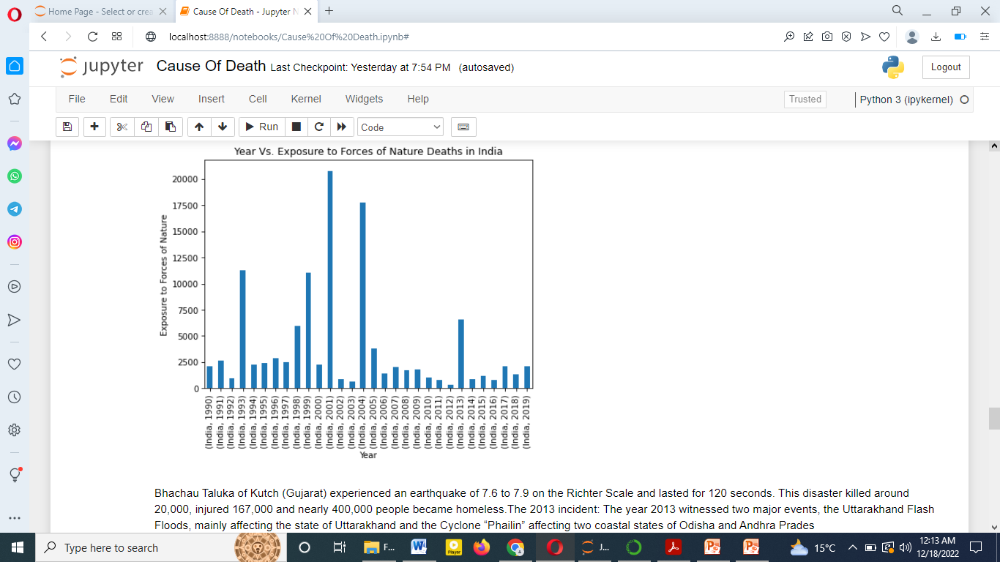 Home Page - Select or crea
Cause Of Death - Jupyter N
localhost:8888/notebooks/Cause%20Of%20Death.ipynb#
jupyter Cause Of Death Last Checkpoint: Yesterday at 7:54 PM (autosaved)
Logout
File Edit View Insert Cell Kernel Widgets Help
Trusted
Python 3 (ipykernel)
Run
Code
Year Vs. Exposure to Forces of Nature Deaths in India
Exposure to Forces of Nature
20000
17500
15000
12500
10000
7500
5000
2500
0
(India, 1990)
(India, 1991)
(India, 1992)
(India, 1993)
(India, 1994)
(India, 1995)
(India, 1996)
(India, 1997)
(India, 1998)
(India, 1999)
(India, 2000)
(India, 2001)
(India, 2002)
(India, 2003)
(India, 2004)
(India, 2005)
(India, 2006)
(India, 2007)
(India, 2008)
(India, 2009)
(India, 2010)
(India, 2011)
(India, 2012)
(India, 2013)
(India, 2014)
(India, 2015)
(India, 2016)
(India, 2017)
(India, 2018)
(India, 2019)
Year
Bhachau Taluka of Kutch (Gujarat) experienced an earthquake of 7.6 to 7.9 on the Richter Scale and lasted for 120 seconds. This disaster killed around
20,000, injured 167,000 and nearly 400,000 people became homeless.The 2013 incident: The year 2013 witnessed two major events, the Uttarakhand Flash
Floods, mainly affecting the state of Uttarakhand and the Cyclone “Phailin” affecting two coastal states of Odisha and Andhra Prades
Type here to search
F...
Player
J...
15°C
12:13 AM
12/18/2022